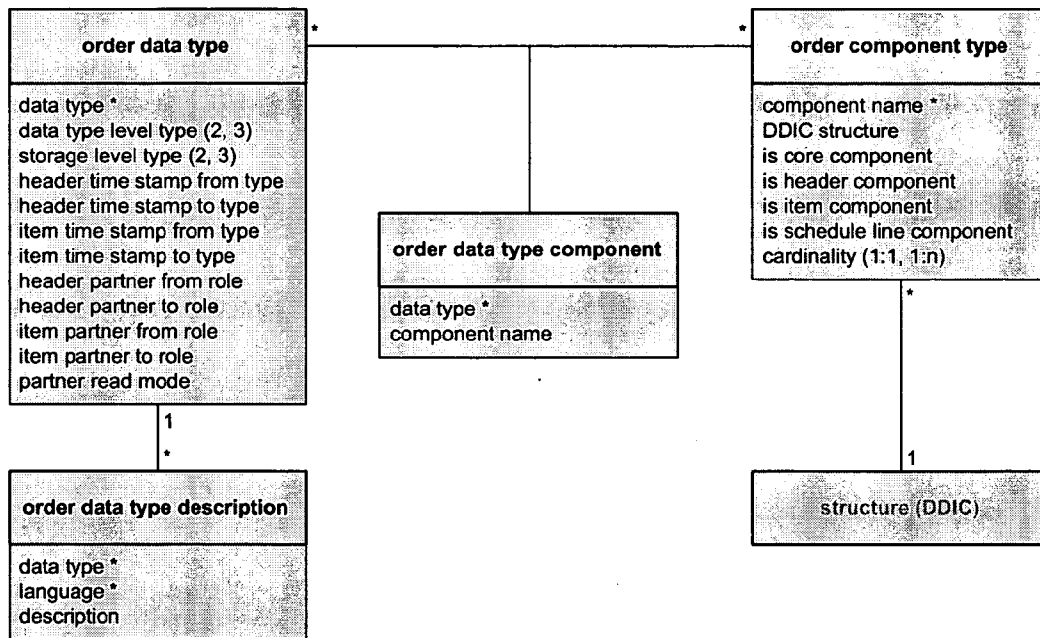 order data type
data type *
data type level type (2, 3)
storage level type (2, 3)
header time stamp from type
header time stamp to type
item time stamp from type
item time stamp to type
header partner from role
header partner to role
item partner from role
item partner to role
partner read mode
*
*
order component type
component name *
DDIC structure
is core component
is header component
is item component
is schedule line component
cardinality (1:1, 1:n)
order data type component
data type *
component name
1
*
order data type description
data type *
language *
description
*
1
structure (DDIC)